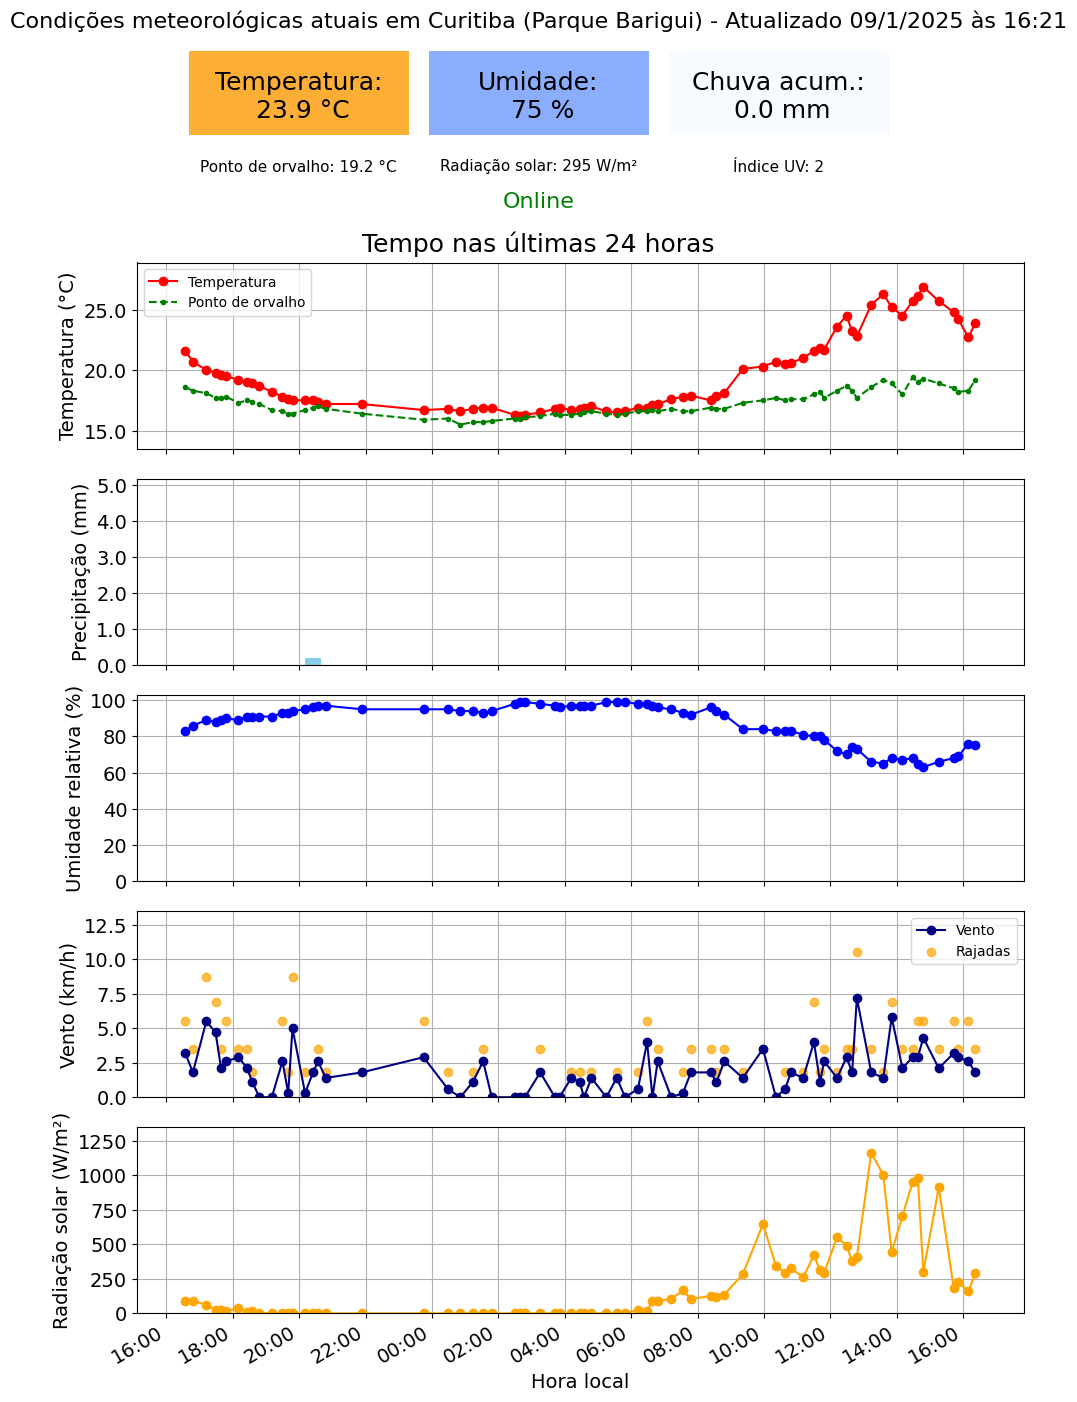 Condições meteorológicas atuais em Curitiba (Parque Barigui) - Atualizado 09/1/2025 às 16:21
Temperatura:
23.9 °C
Umidade:
75 %
Chuva acum.:
0.0 mm
Ponto de orvalho: 19.2 °C
Radiação solar: 295 W/m²
Índice UV: 2
Online
Tempo nas últimas 24 horas
Temperatura (°C)
25.0
20.0
15.0
Temperatura
Ponto de orvalho
Precipitação (mm)
5.0
4.0
3.0
2.0
1.0
0.0
Umidade relativa (%)
100
80
60
40
20
0
Vento (km/h)
12.5
10.0
7.5
5.0
2.5
0.0
Vento
Rajadas
Radiação solar (W/m²)
1250
1000
750
500
250
0
16:00 18:00 20:00 22:00 00:00 02:00 04:00 06:00 08:00 10:00 12:00 14:00 16:00
Hora local